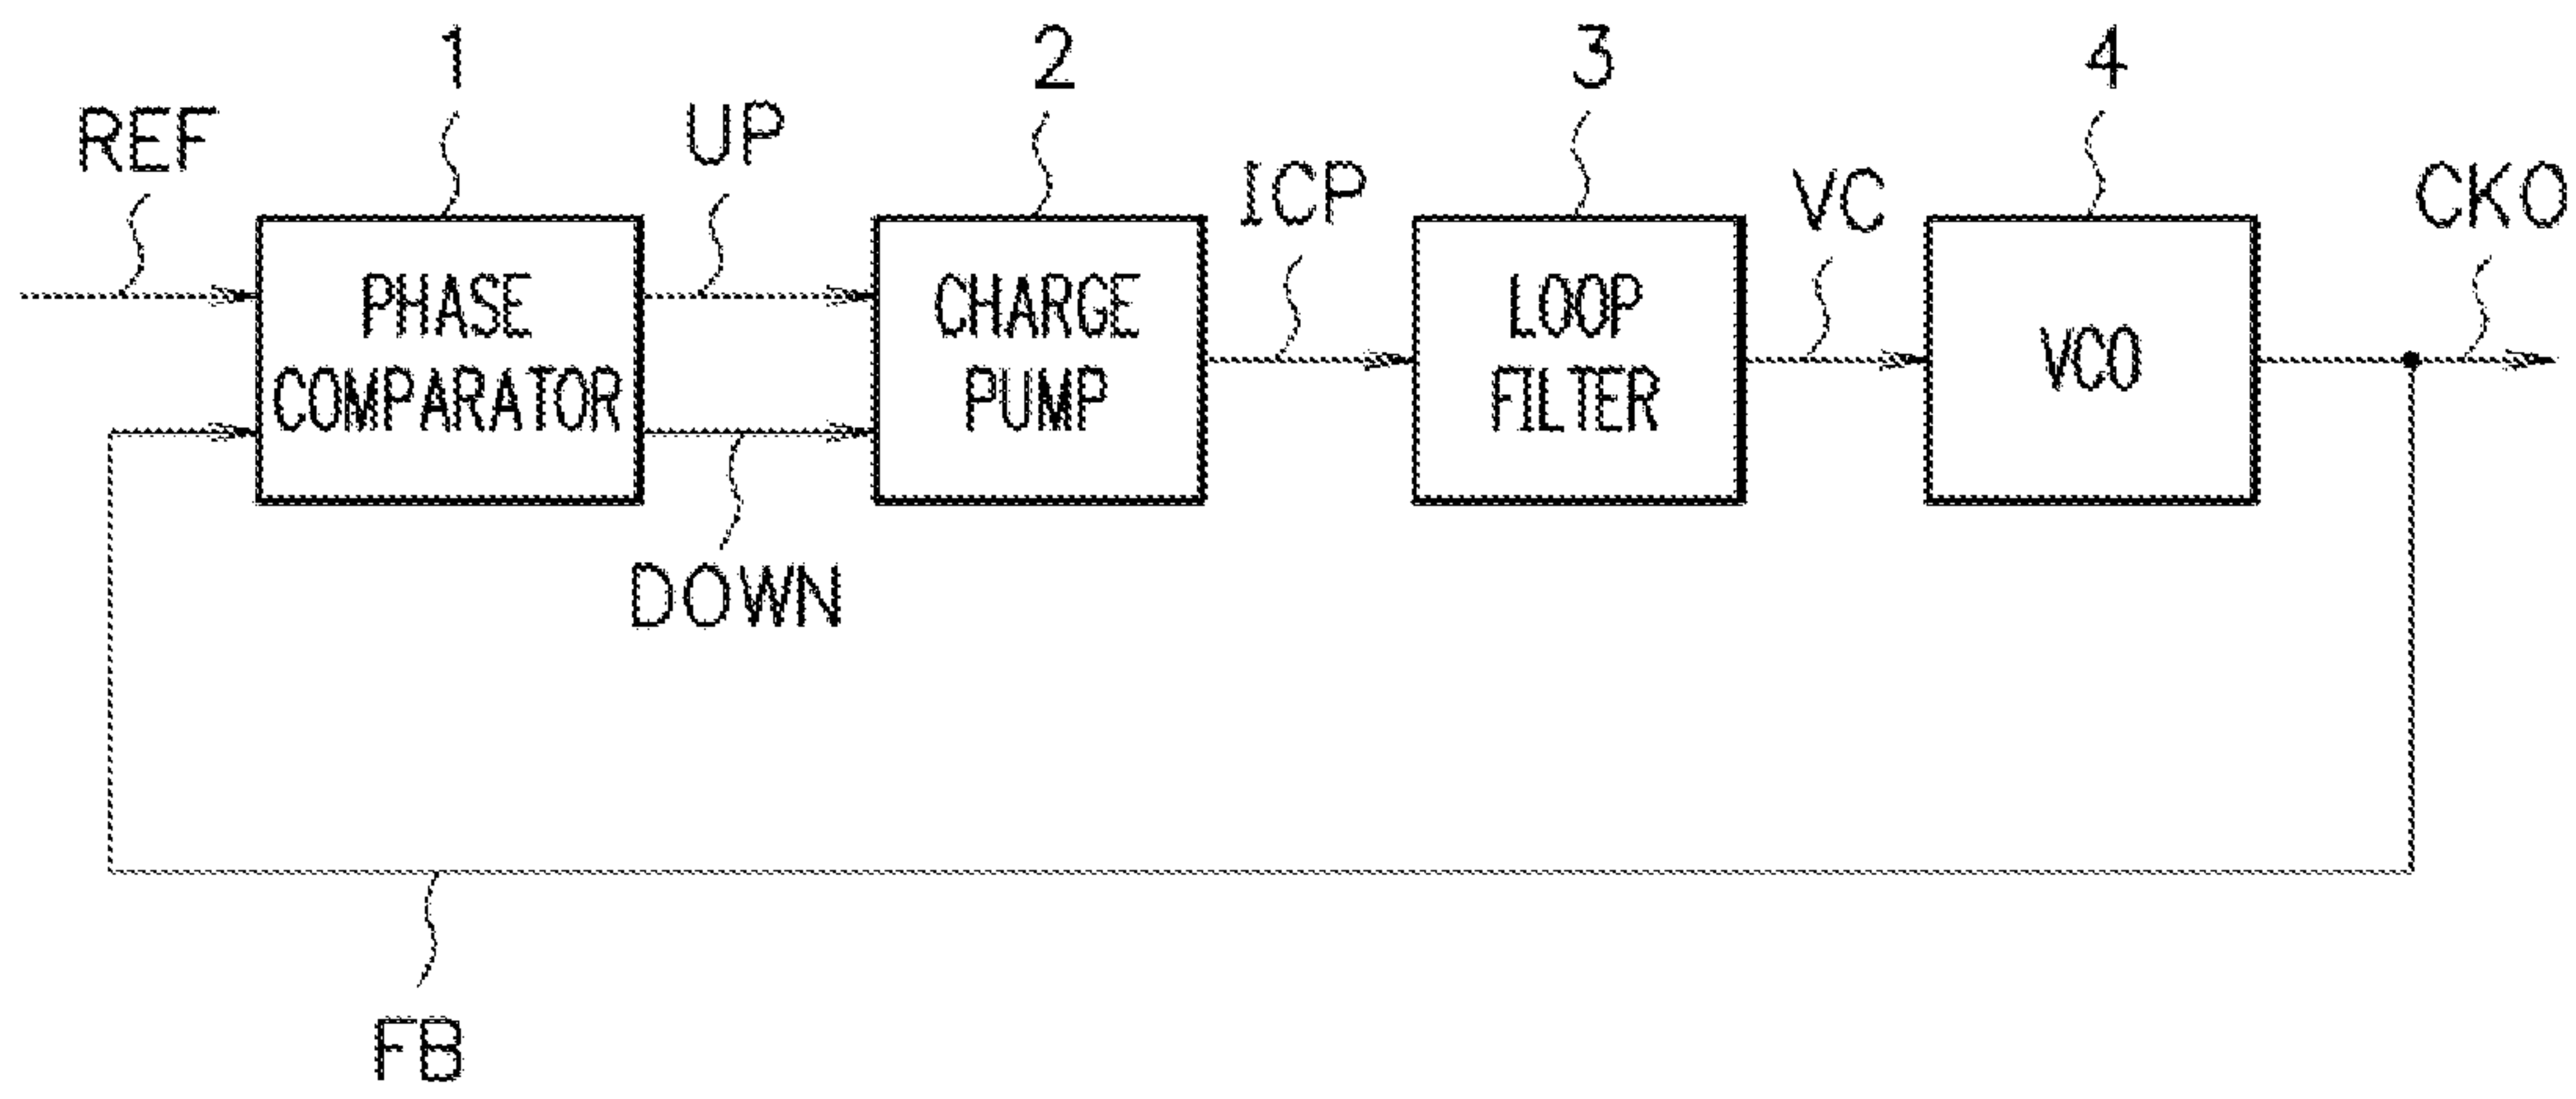 1
2
3
4
REF
UP
ICP
VC
CKO
PHASE
COMPARATOR
CHARGE
PUMP
LOOP
FILTER
VCO
DOWN
FB